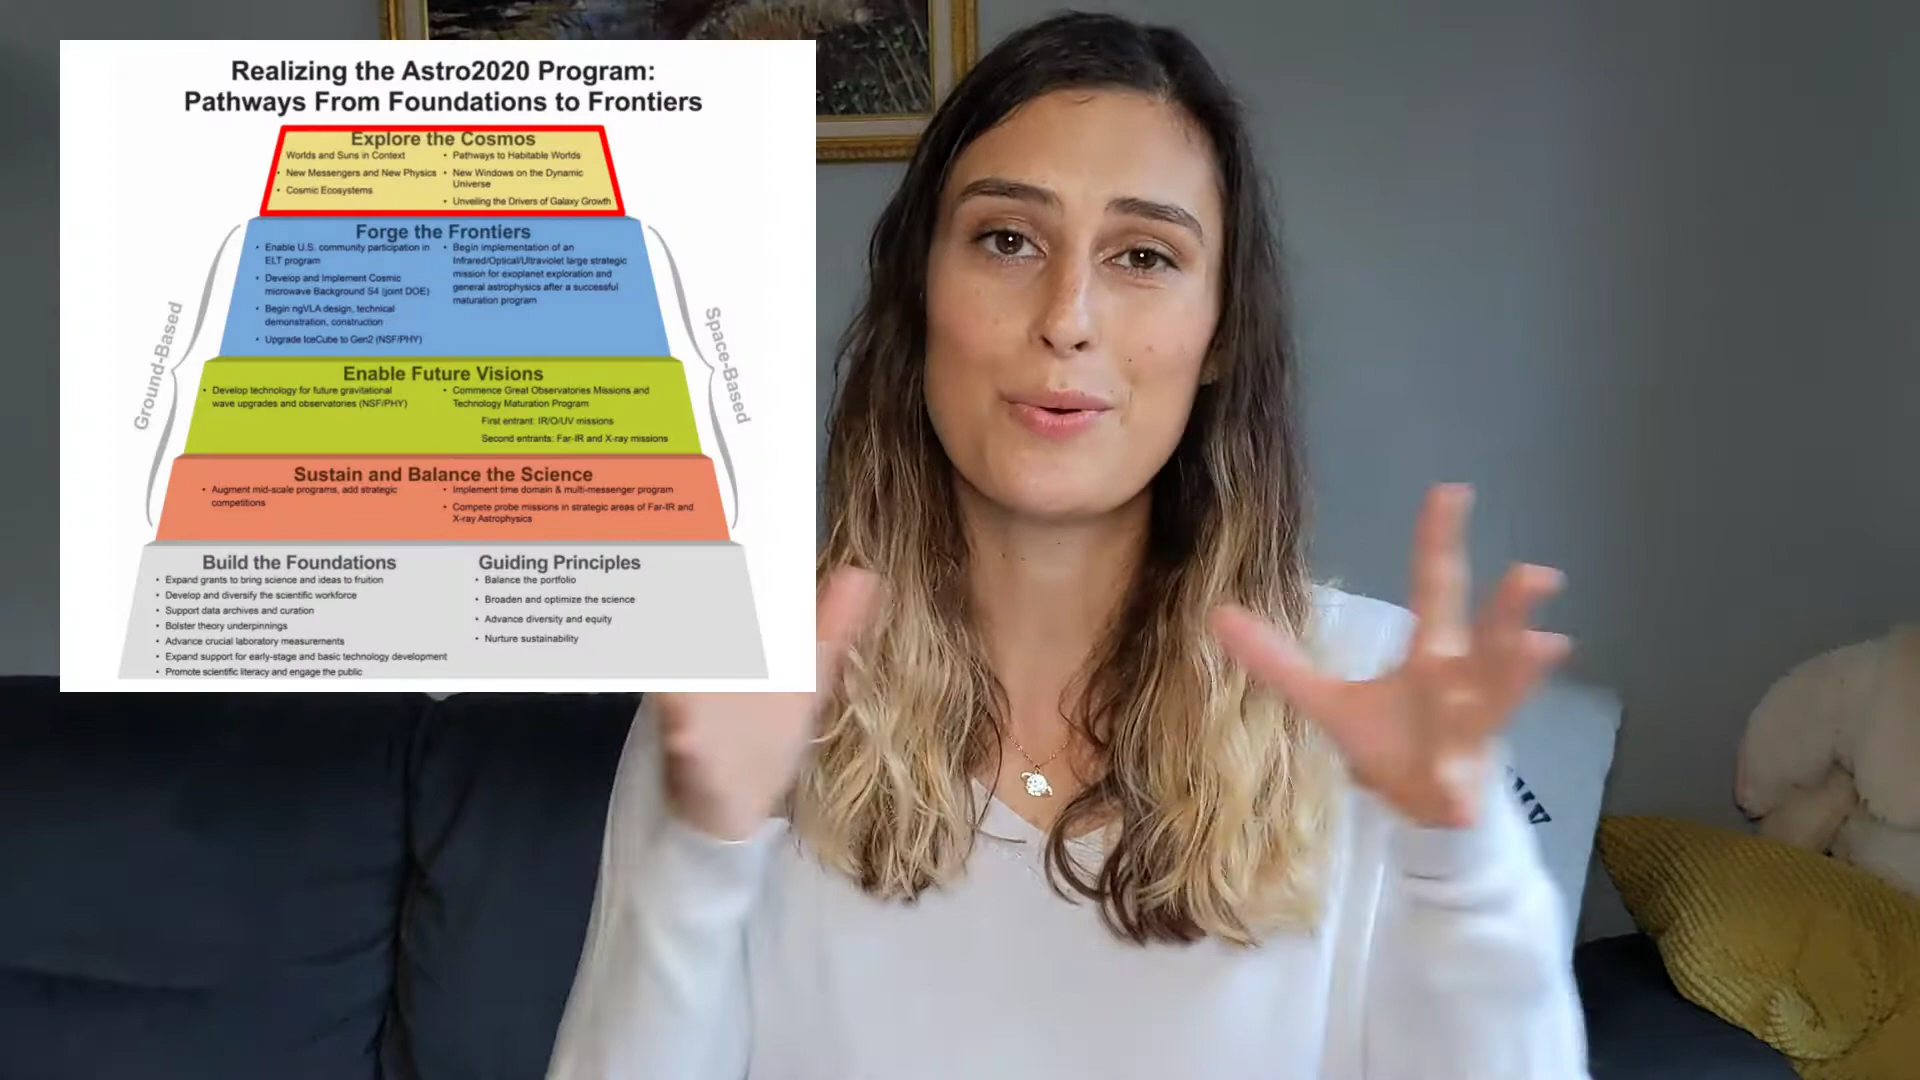 Realizing the Astro2020 Program:
Pathways From Foundations to Frontiers
Explore the Cosmos
Worlds and Suns in Context
• New Messengers and New Physics
• Cosmic Ecosystems
• Pathways to Habitable Worlds
• New Windows on the Dynamic
Universe
• Unveiling the Drivers of Galaxy Growth
Ground-Based
Space-Based
Forge the Frontiers
• Enable U.S. community participation in
ELT program
• Develop and Implement Cosmic
microwave Background S4 (joint DOE)
• Begin ngVLA design, technical
demonstration, construction
• Upgrade IceCube to Gen2 (NSF/PHY)
• Begin implementation of an
Infrared/Optical/Ultraviolet large strategic
mission for exoplanet exploration and
general astrophysics after a successful
maturation program
Enable Future Visions
• Develop technology for future gravitational
wave upgrades and observatories (NSF/PHY)
• Commence Great Observatories Missions and
Technology Maturation Program
First entrant: IR/O/UV missions
Second entrants: Far-IR and X-ray missions
Sustain and Balance the Science
• Augment mid-scale programs, add strategic
competitions
• Implement time domain & multi-messenger program
• Compete probe missions in strategic areas of Far-IR and
X-ray Astrophysics
Build the Foundations
• Expand grants to bring science and ideas to fruition
• Develop and diversify the scientific workforce
• Support data archives and curation
• Bolster theory underpinnings
• Advance crucial laboratory measurements
• Expand support for early-stage and basic technology development
• Promote scientific literacy and engage the public
Guiding Principles
• Balance the portfolio
• Broaden and optimize the science
• Advance diversity and equity
• Nurture sustainability